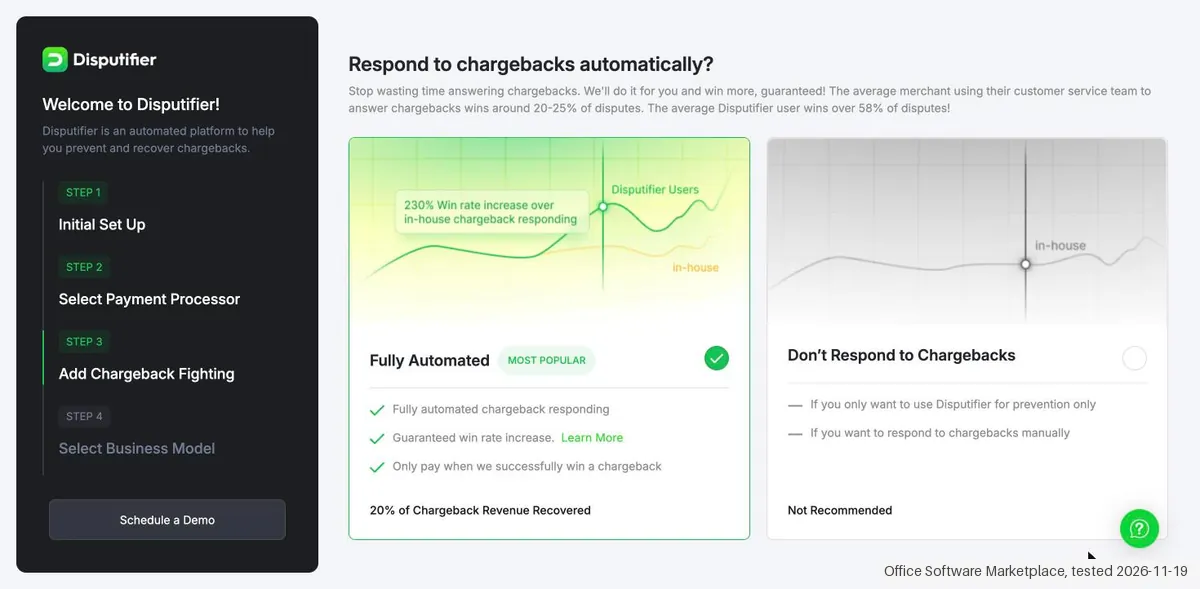 Disputifier
Welcome to Disputifier!
Disputifier is an automated platform to help
you prevent and recover chargebacks.
STEP 1
Initial Set Up
STEP 2
Select Payment Processor
STEP 3
Add Chargeback Fighting
STEP 4
Select Business Model
Schedule a Demo
Respond to chargebacks automatically?
Stop wasting time answering chargebacks. We'll do it for you and win more, guaranteed! The average merchant using their customer service team to
answer chargebacks wins around 20-25% of disputes. The average Disputifier user wins over 58% of disputes!
230% Win rate increase over
in-house chargeback responding
Disputifier Users
in-house
Fully Automated
MOST POPULAR
Fully automated chargeback responding
Guaranteed win rate increase. Learn More
Only pay when we successfully win a chargeback
20% of Chargeback Revenue Recovered
in-house
Don’t Respond to Chargebacks
If you only want to use Disputifier for prevention only
If you want to respond to chargebacks manually
Not Recommended
Office Software Marketplace, tested 2026-11-19